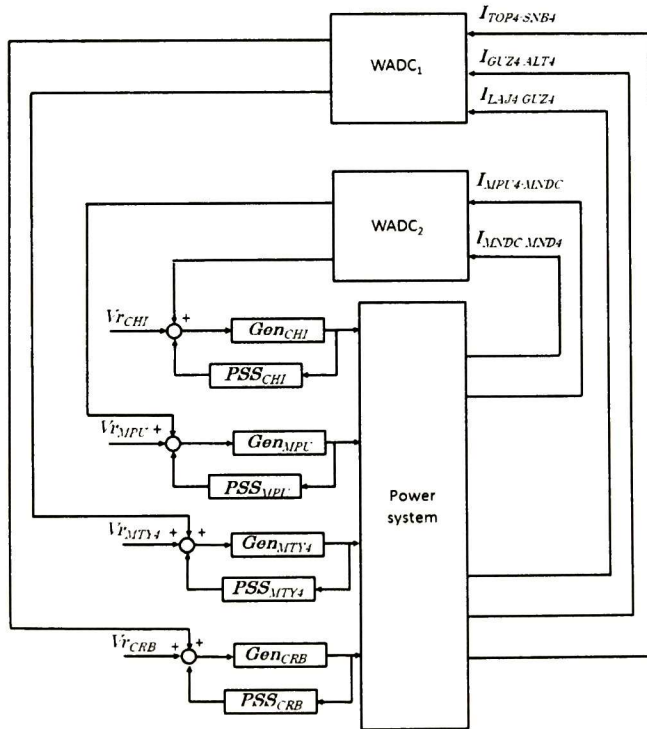 I_TOP4-SNB4
WADC₁
I_GUZ4 ALT4
I_LAJ4 GUZ4
I_MPU4-MNDC
WADC₂
I_MNDC MND4
Vr_CHI
+
Gen_CHI
PSS_CHI
Vr_MPU
+
+
Gen_MPU
PSS_MPU
Power
system
Vr_MTY4
+
+
Gen_MTY4
PSS_MTY4
Vr_CRB
+
+
Gen_CRB
PSS_CRB